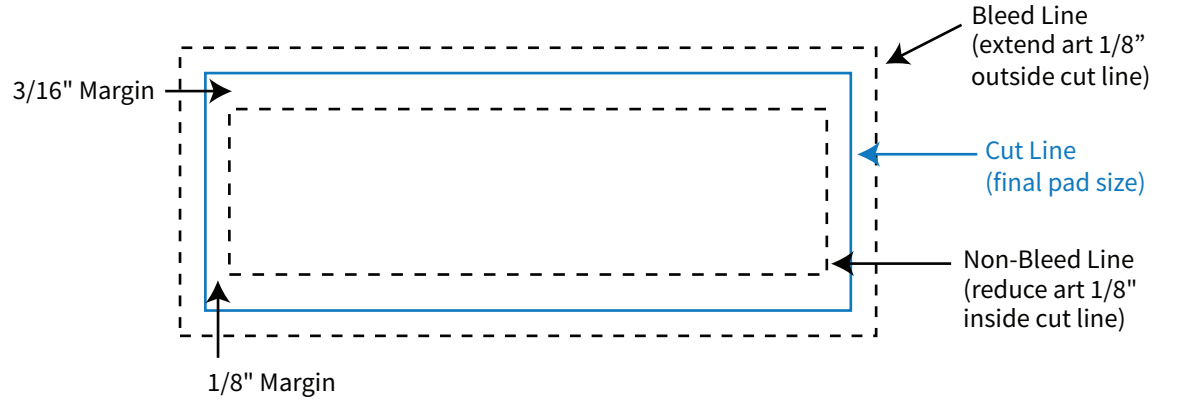 Bleed Line
(extend art 1/8”
outside cut line)
3/16" Margin
Cut Line
(final pad size)
Non-Bleed Line
(reduce art 1/8"
inside cut line)
1/8" Margin